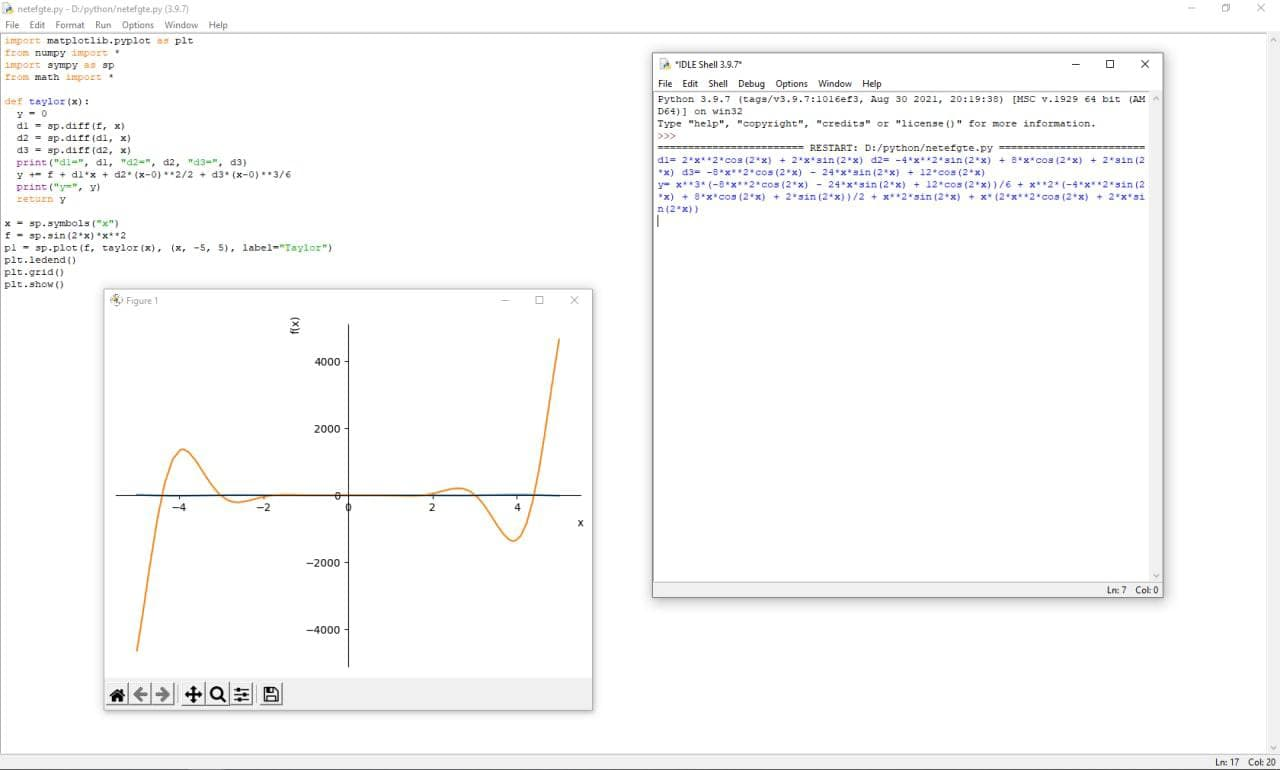 netefgte.py - D:/python/netefgte.py (3.9.7)
File Edit Format Run Options Window Help
import matplotlib.pyplot as plt
from numpy import *
import sympy as sp
from math import *
def taylor(x):
  y = 0
  d1 = sp.diff(f, x)
  d2 = sp.diff(d1, x)
  d3 = sp.diff(d2, x)
  print("d1=", d1, "d2=", d2, "d3=", d3)
  y += f + d1*x + d2*(x-0)**2/2 + d3*(x-0)**3/6
  print("y=", y)
  return y
x = sp.symbols("x")
f = sp.sin(2*x)*x**2
pl = sp.plot(f, taylor(x), (x, -5, 5), label="Taylor")
plt.ledend()
plt.grid()
plt.show()
Figure 1
f(x)
4000
2000
0
−4 −2 0 2 4
x
−2000
−4000
*IDLE Shell 3.9.7*
File Edit Shell Debug Options Window Help
Python 3.9.7 (tags/v3.9.7:1016ef3, Aug 30 2021, 20:19:38) [MSC v.1929 64 bit (AM
D64)] on win32
Type "help", "copyright", "credits" or "license()" for more information.
>>>
======================== RESTART: D:/python/netefgte.py ========================
d1= 2*x**2*cos(2*x) + 2*x*sin(2*x) d2= -4*x**2*sin(2*x) + 8*x*cos(2*x) + 2*sin(2
*x) d3= -8*x**2*cos(2*x) - 24*x*sin(2*x) + 12*cos(2*x)
y= x**3*(-8*x**2*cos(2*x) - 24*x*sin(2*x) + 12*cos(2*x))/6 + x**2*(-4*x**2*sin(2
*x) + 8*x*cos(2*x) + 2*sin(2*x))/2 + x**2*sin(2*x) + x*(2*x**2*cos(2*x) + 2*x*si
n(2*x))
Ln: 7 Col: 0
Ln: 17 Col: 20